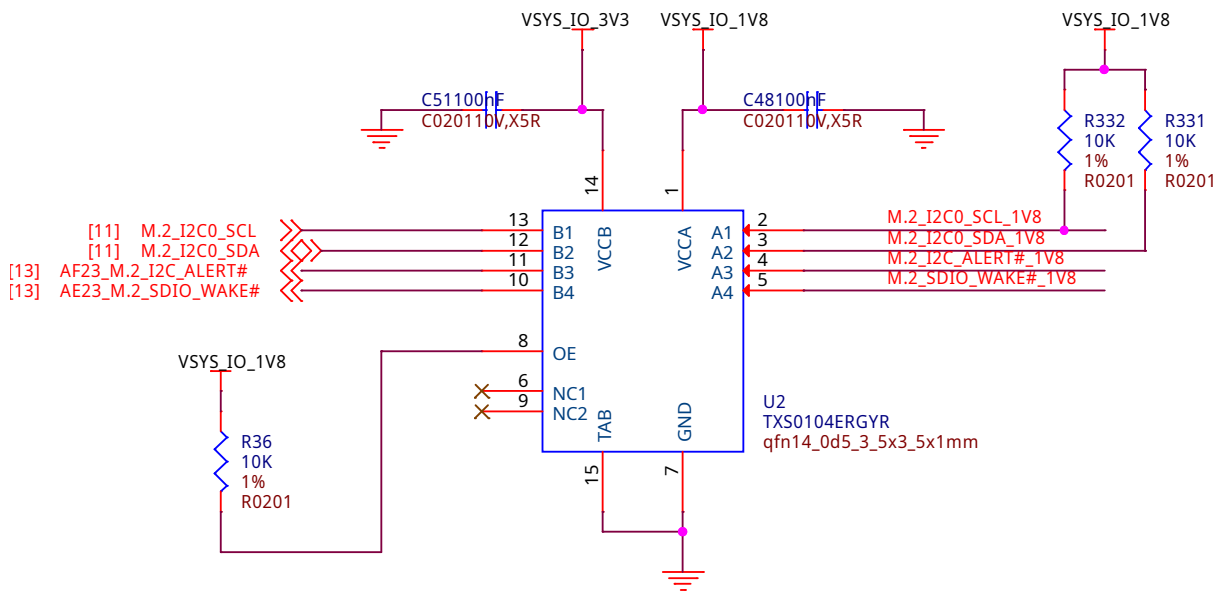 VSYS_IO_3V3
VSYS_IO_1V8
VSYS_IO_1V8
C51100nF
C020110V,X5R
C48100nF
C020110V,X5R
R332
10K
1%
R0201
R331
10K
1%
R0201
14
1
VCCB
VCCA
[11] M.2_I2C0_SCL
13
B1
A1
2
M.2_I2C0_SCL_1V8
[11] M.2_I2C0_SDA
12
B2
A2
3
M.2_I2C0_SDA_1V8
[13] AF23_M.2_I2C_ALERT#
11
B3
A3
4
M.2_I2C_ALERT#_1V8
[13] AE23_M.2_SDIO_WAKE#
10
B4
A4
5
M.2_SDIO_WAKE#_1V8
8
OE
VSYS_IO_1V8
6
NC1
9
NC2
TAB
GND
U2
TXS0104ERGYR
qfn14_0d5_3_5x3_5x1mm
R36
10K
1%
R0201
15
7